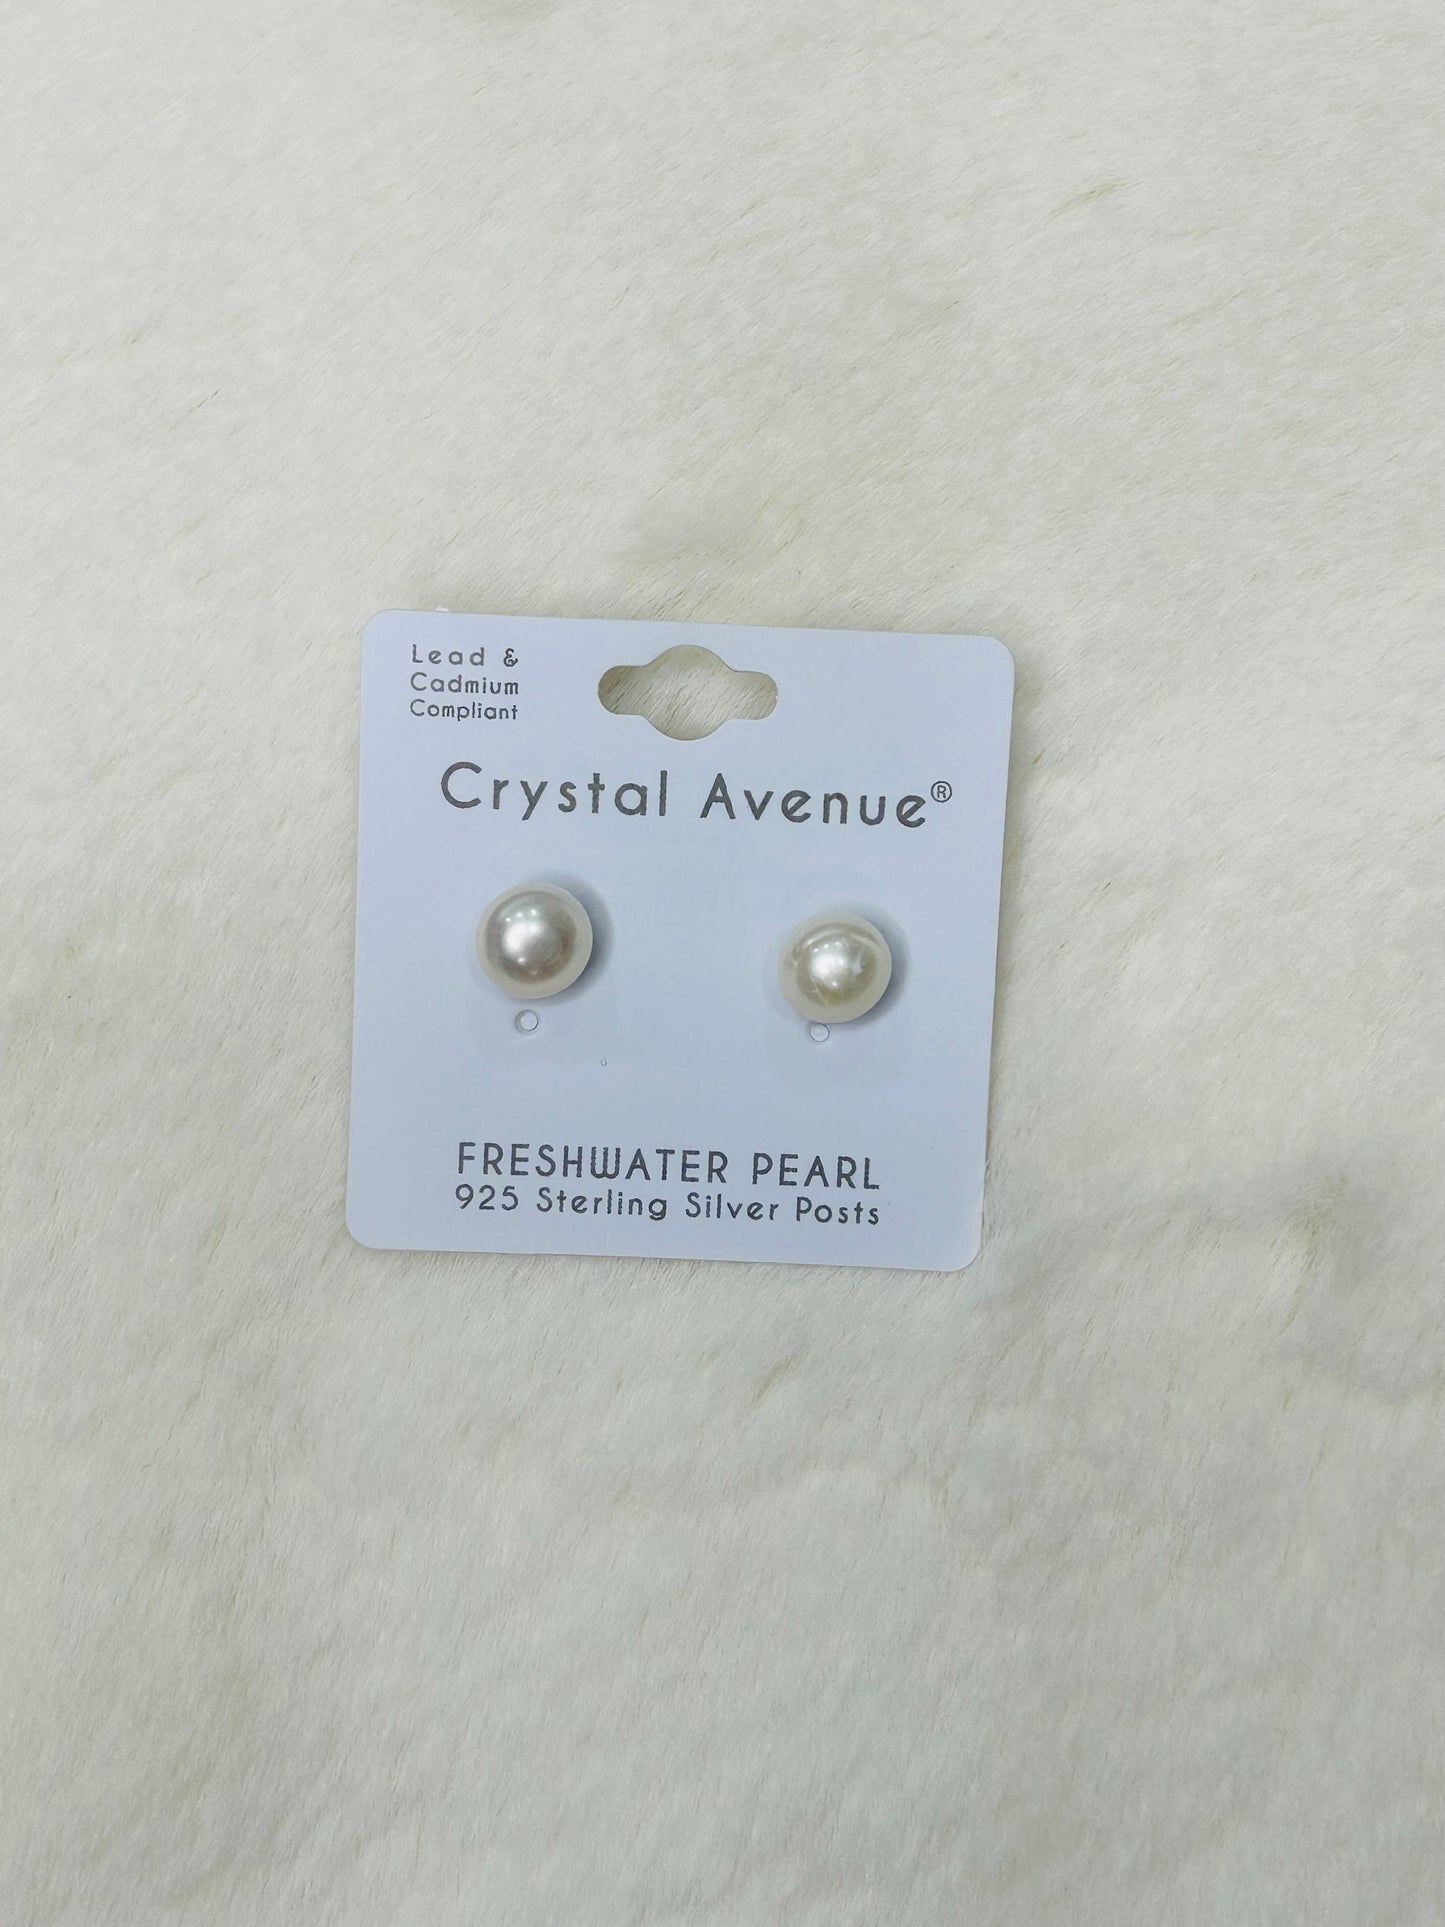 Lead &
Cadmium
Compliant
Crystal Avenue®
FRESHWATER PEARL
925 Sterling Silver Posts